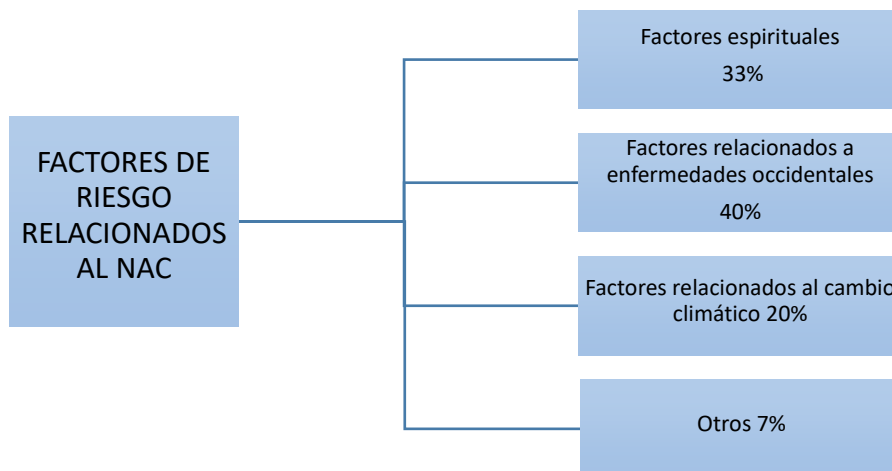 FACTORES DE
RIESGO
RELACIONADOS
AL NAC
Factores espirituales
33%
Factores relacionados a
enfermedades occidentales
40%
Factores relacionados al cambio
climático 20%
Otros 7%